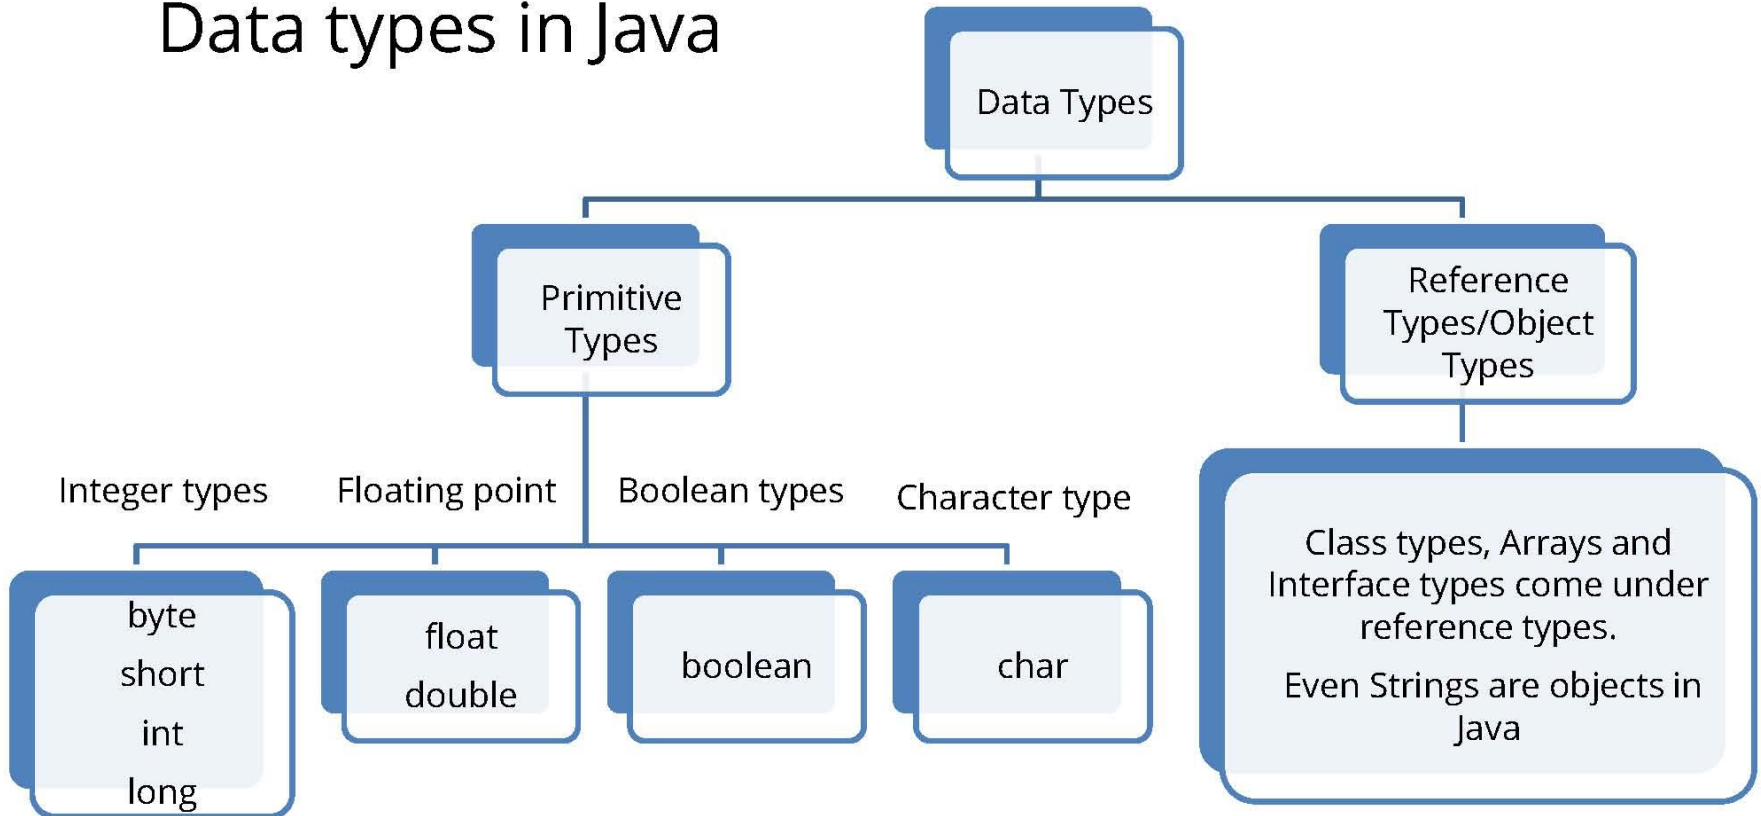 Data types in Java
Data Types
Primitive
Types
Reference
Types/Object
Types
Integer types
Floating point
Boolean types
Character type
byte
short
int
long
float
double
boolean
char
Class types, Arrays and
Interface types come under
reference types.
Even Strings are objects in
Java